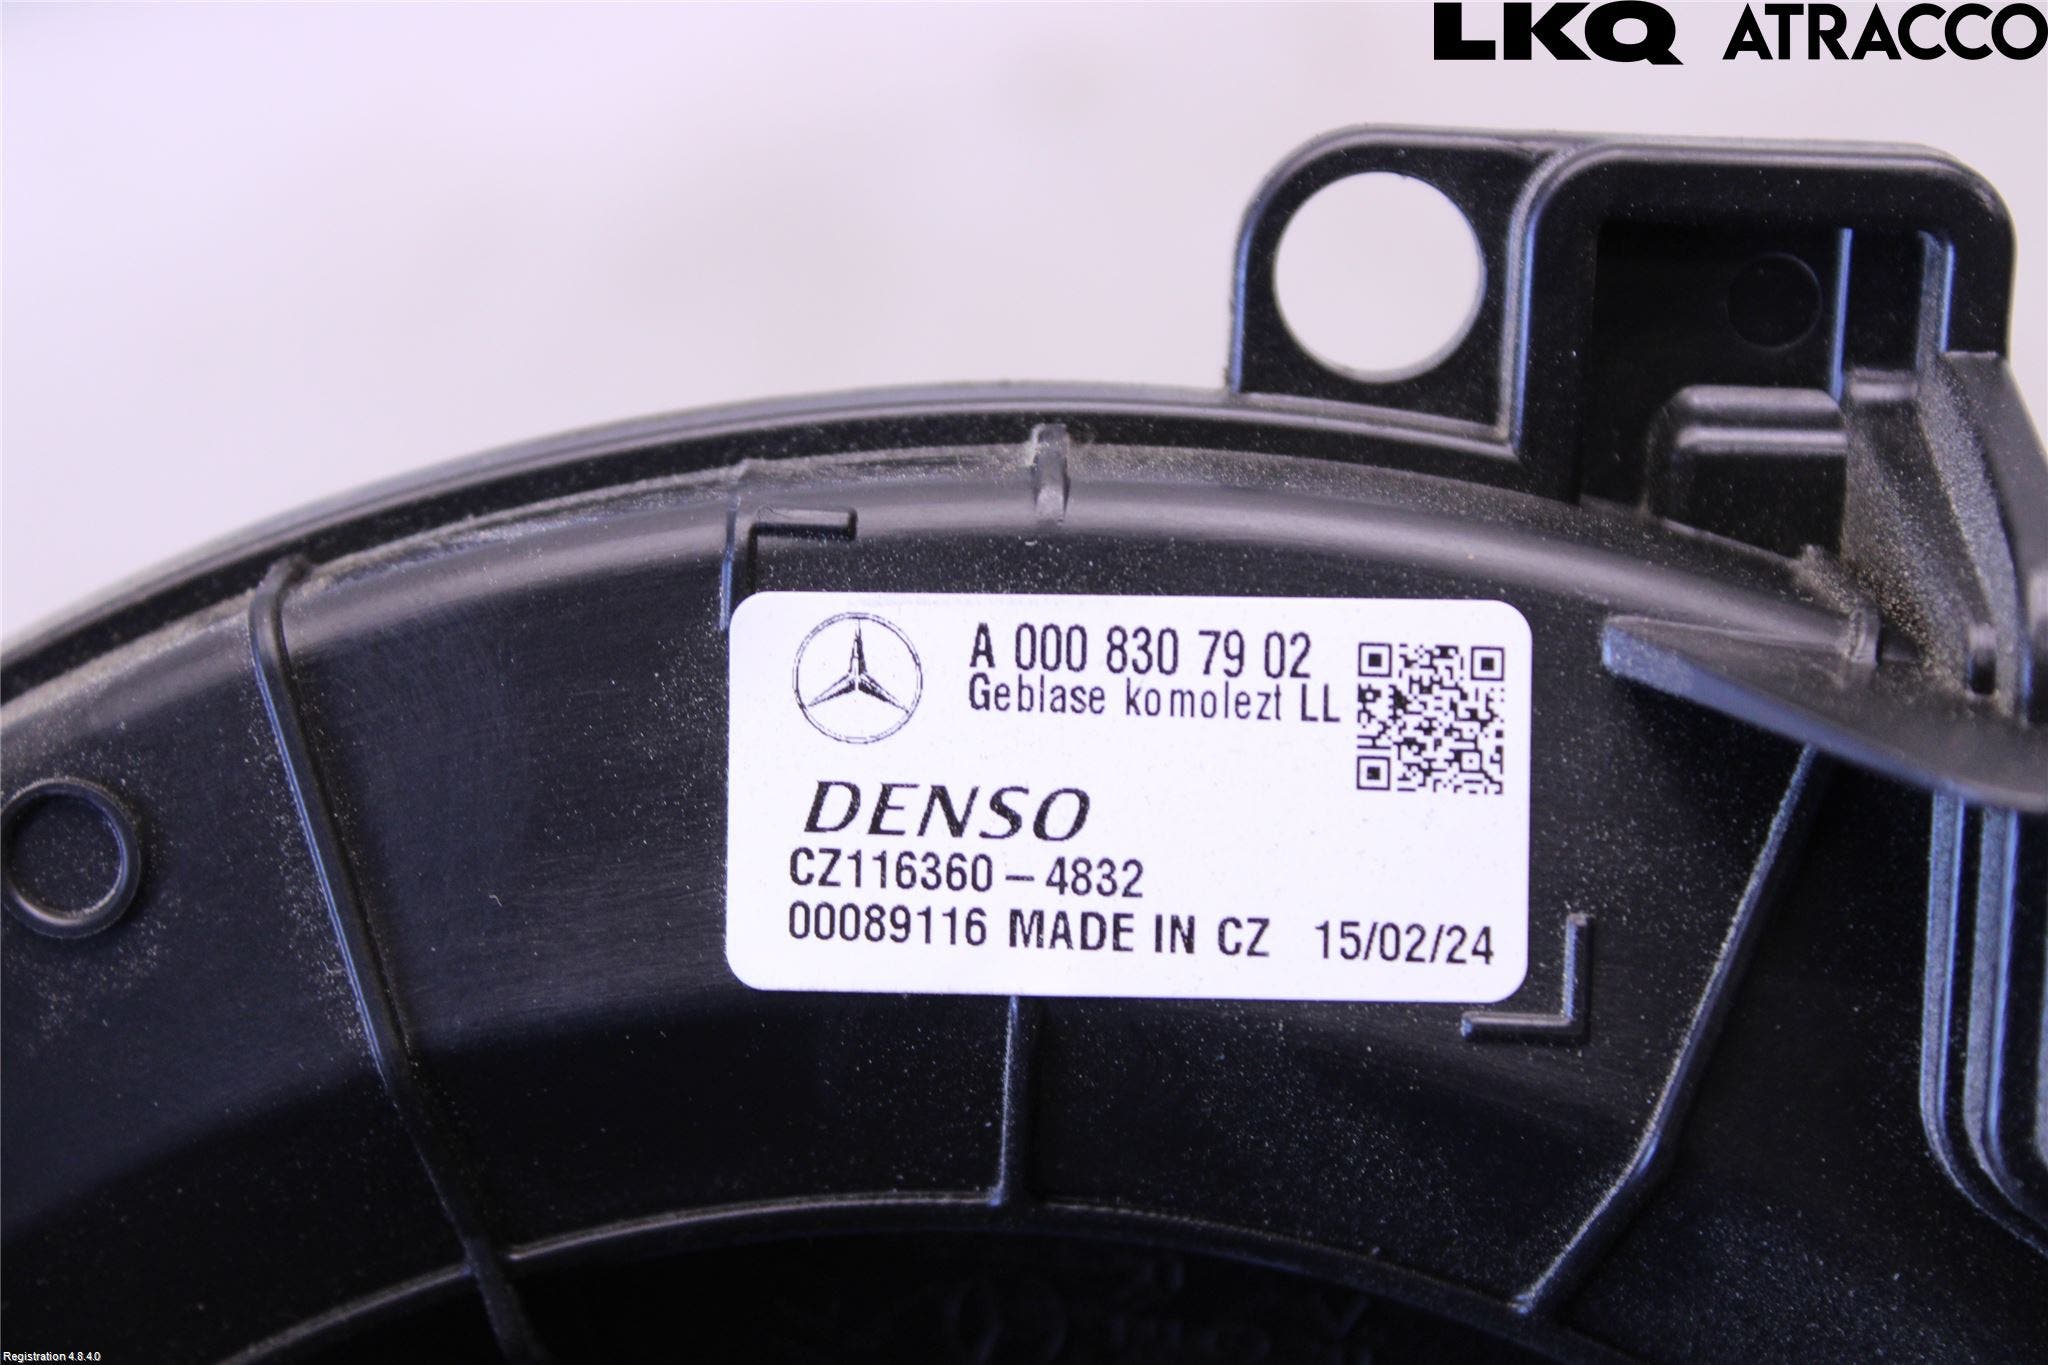 LKQ ATRACCO
A 000 830 79 02
Geblase komolezt LL
DENSO
CZ116360-4832
00089116 MADE IN CZ 15/02/24
Registration 4.8.4.0